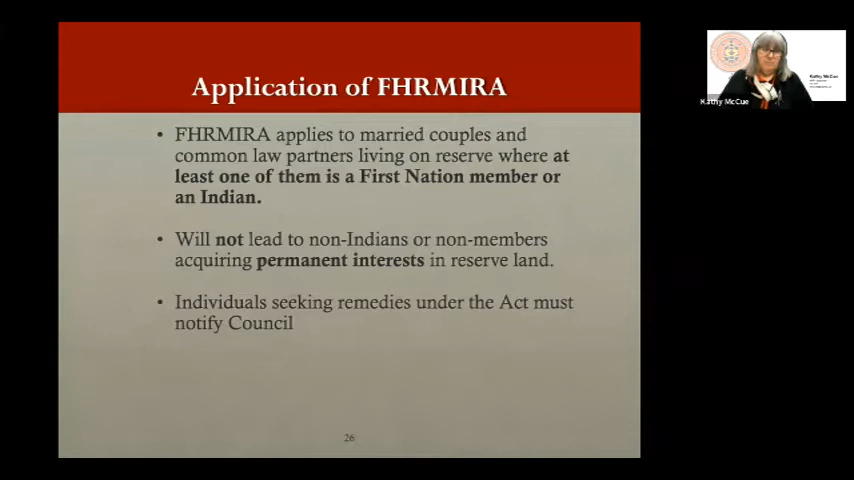 Application of FHRMIRA
• FHRMIRA applies to married couples and
common law partners living on reserve where at
least one of them is a First Nation member or
an Indian.
• Will not lead to non-Indians or non-members
acquiring permanent interests in reserve land.
• Individuals seeking remedies under the Act must
notify Council
26
Kathy McCue
Kathy McCue